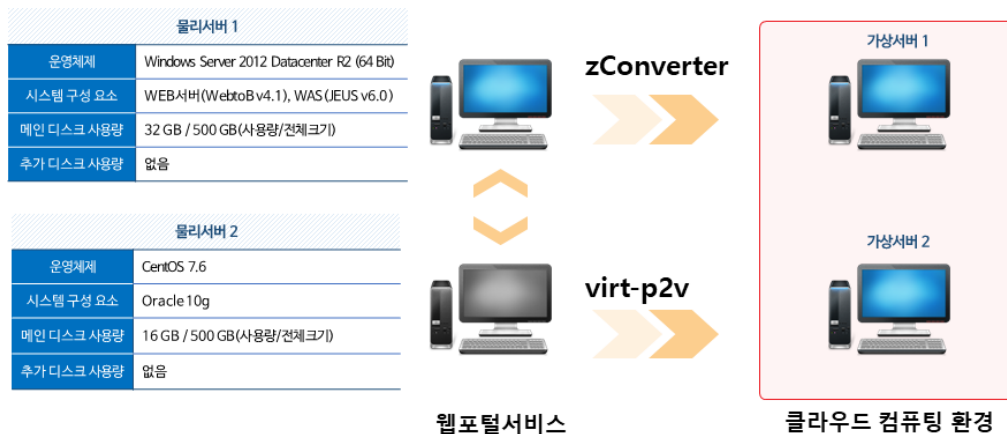 물리서버 1
운영체제 Windows Server 2012 Datacenter R2 (64 Bit)
시스템 구성 요소 WEB서버(WebtoB v4.1), WAS(JEUS v6.0)
메인 디스크 사용량 32 GB / 500 GB(사용량/전체크기)
추가 디스크 사용량 없음
zConverter
가상서버 1
물리서버 2
운영체제 CentOS 7.6
시스템 구성 요소 Oracle 10g
메인 디스크 사용량 16 GB / 500 GB(사용량/전체크기)
추가 디스크 사용량 없음
virt-p2v
가상서버 2
웹포털서비스
클라우드 컴퓨팅 환경